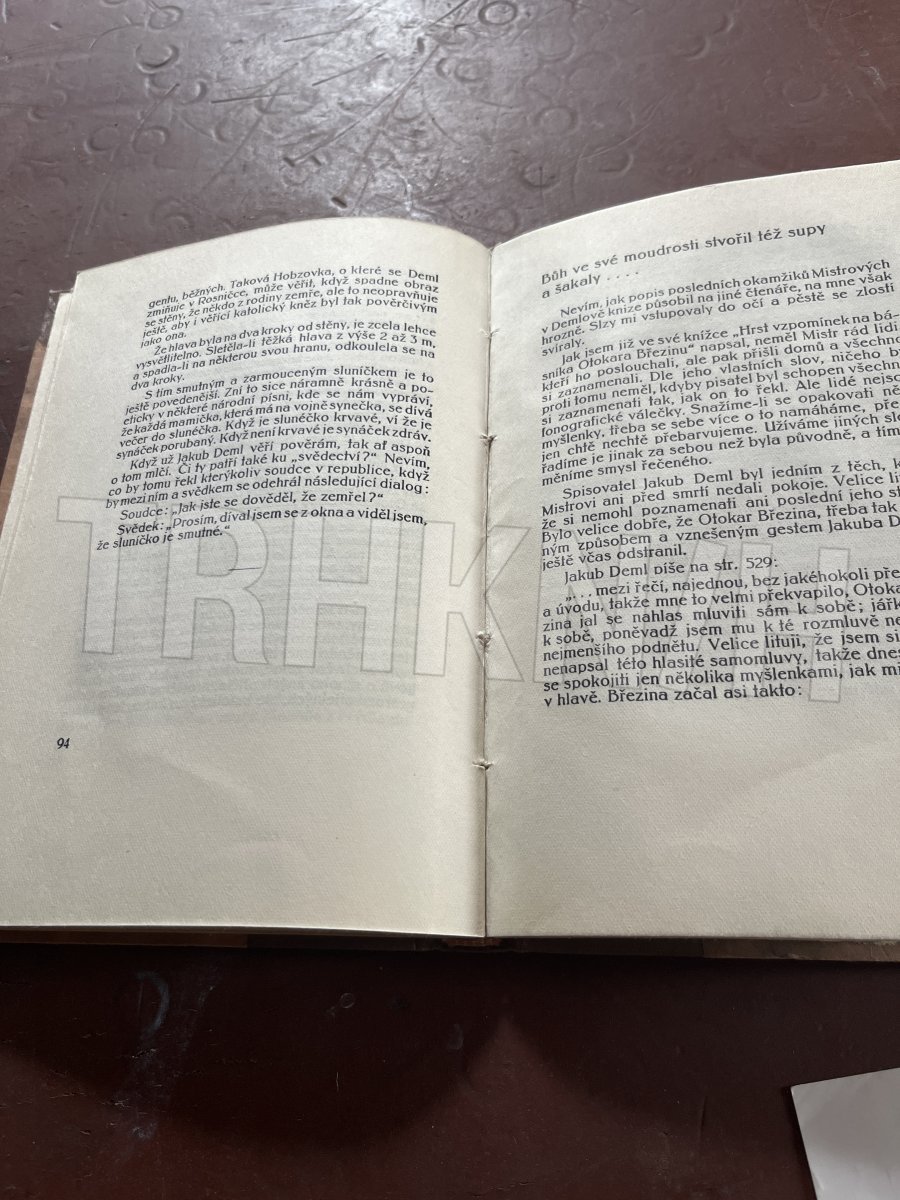 gentu, běžných. Taková Hobzovka, o které se Deml
zmiňuje v Rosničce, může věřit, když spadne obraz
se stěny, že někdo z rodiny zemře, ale to neopravňuje
ještě, aby i věřící katolický kněz byl tak pověrčivým
jako ona.
Že hlava byla na dva kroky od stěny, je zcela lehce
vysvětlitelno. Sletěla-li těžká hlava z výše 2 až 3 m,
a spadla-li na některou svou hranu, odkoulela se na
dva kroky.
S tím smutným a zarmouceným sluníčkem je to
ještě povedenější. Zní to sice náramně krásně a po-
eticky v některé národní písni, kde se nám vypráví,
že každá mamička, která má na vojně synečka, se dívá
večer do slunéčka. Když je slunéčko krvavé, ví že je
synáček porubaný. Když není krvavé je synáček zdráv.
Když už Jakub Deml věří pověrám, tak ať aspoň
o tom mlčí. Či ty patří také ku „svědectví?“ Nevím,
co by tomu řekl kterýkoliv soudce v republice, když
by mezi ním a svědkem se odehrál následující dialog:
Soudce: „Jak jste se dověděl, že zemřel?“
Svědek: „Prosím, díval jsem se z okna a viděl jsem,
že sluníčko je smutné.“
94
Bůh ve své moudrosti stvořil též supy
a šakaly ....
Nevím, jak popis posledních okamžiků Mistrových
v Demlově knize působil na jiné čtenáře, na mne však
hrozně. Slzy mi vstupovaly do očí a pěstě se zlostí
svíraly.
Jak jsem již ve své knížce „Hrst vzpomínek na bá-
sníka Otokara Březinu“ napsal, neměl Mistr rád lidi
kteří ho poslouchali, ale pak přišli domů a všechno
si zaznamenali. Dle jeho vlastních slov, ničeho by
proti tomu neměl, kdyby pisatel byl schopen všechn
si zaznamenati tak, jak on to řekl. Ale lidé nejso
fonografické válečky. Snažíme-li se opakovati ně
myšlenky, třeba se sebe více o to namáháme, pře
jen chtě nechtě přebarvujeme. Užíváme jiných slo
řadíme je jinak za sebou než byla původně, a tím
měníme smysl řečeného.
Spisovatel Jakub Deml byl jedním z těch, k
Mistrovi ani před smrtí nedali pokoje. Velice lit
že si nemohl poznamenati ani poslední jeho s
Bylo velice dobře, že Otokar Březina, třeba tak
ným způsobem a vznešeným gestem Jakuba D
ještě včas odstranil.
Jakub Deml píše na str. 529:
„... mezi řečí, najednou, bez jakéhokoli pře
a úvodu, takže mne to velmi překvapilo, Otoka
zina jal se nahlas mluviti sám k sobě; jářk
k sobě, poněvadž jsem mu k té rozmluvě ne
nejmenšího podnětu. Velice lituji, že jsem si
nenapsal této hlasité samomluvy, takže dnes
se spokojiti jen několika myšlenkami, jak mi
v hlavě. Březina začal asi takto: